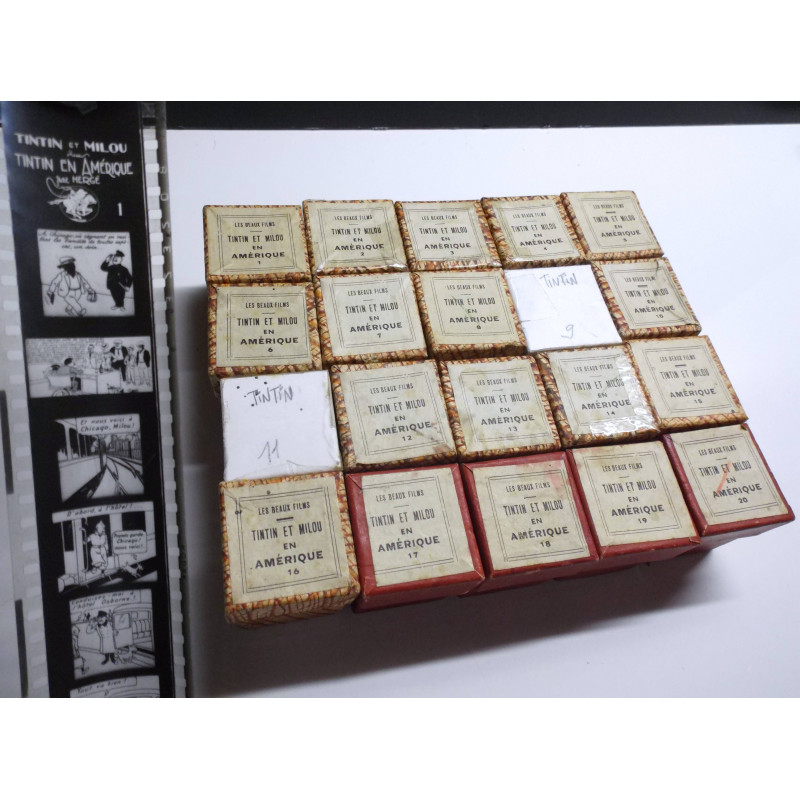 TINTIN ET MILOU
dans
TINTIN EN AMÉRIQUE
par HERGÉ
1
Et nous voici à
Chicago, Milou!
D'abord à l'hôtel!
l'hôtel Osborne
Tout va bien!
LES BEAUX FILMS
TINTIN ET MILOU
EN
AMÉRIQUE
1
LES BEAUX FILMS
TINTIN ET MILOU
EN
AMÉRIQUE
2
LES BEAUX FILMS
TINTIN ET MILOU
EN
AMÉRIQUE
3
LES BEAUX FILMS
TINTIN ET MILOU
EN
AMÉRIQUE
4
LES BEAUX FILMS
TINTIN ET MILOU
EN
AMÉRIQUE
5
LES BEAUX FILMS
TINTIN ET MILOU
EN
AMÉRIQUE
6
LES BEAUX FILMS
TINTIN ET MILOU
EN
AMÉRIQUE
7
LES BEAUX FILMS
TINTIN ET MILOU
EN
AMÉRIQUE
8
TINTIN
9
LES BEAUX FILMS
TINTIN ET MILOU
EN
AMÉRIQUE
10
TINTIN
11
LES BEAUX FILMS
TINTIN ET MILOU
EN
AMÉRIQUE
12
LES BEAUX FILMS
TINTIN ET MILOU
EN
AMÉRIQUE
13
LES BEAUX FILMS
TINTIN ET MILOU
EN
AMÉRIQUE
14
LES BEAUX FILMS
TINTIN ET MILOU
EN
AMÉRIQUE
15
LES BEAUX FILMS
TINTIN ET MILOU
EN
AMÉRIQUE
16
LES BEAUX FILMS
TINTIN ET MILOU
EN
AMÉRIQUE
17
LES BEAUX FILMS
TINTIN ET MILOU
EN
AMÉRIQUE
18
LES BEAUX FILMS
TINTIN ET MILOU
EN
AMÉRIQUE
19
LES BEAUX FILMS
TINTIN ET MILOU
EN
AMÉRIQUE
20